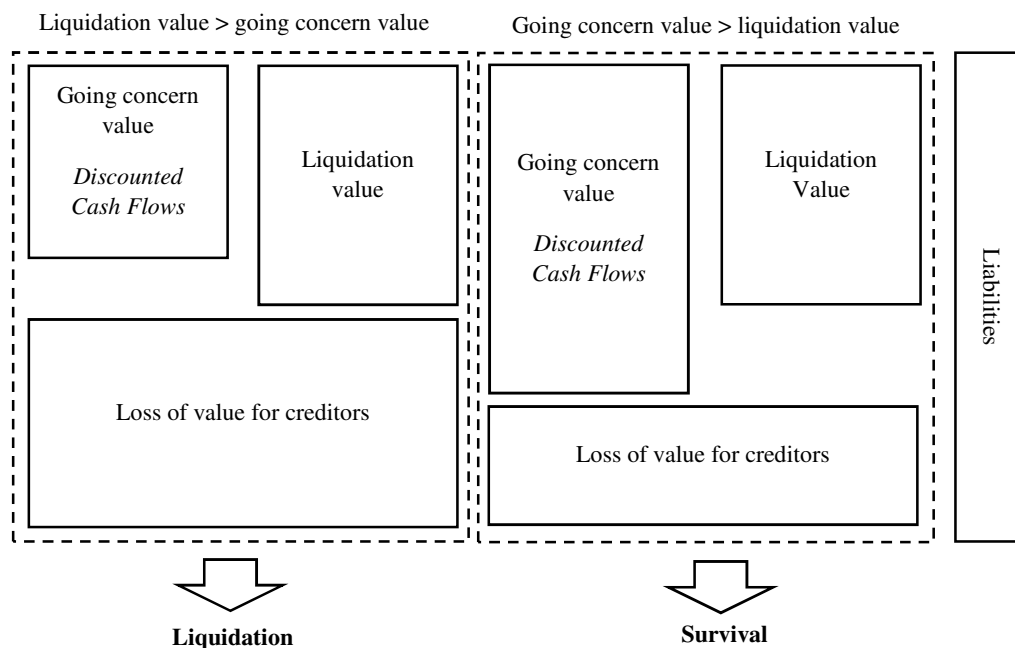 Liquidation value > going concern value
Going concern
value
Discounted
Cash Flows
Liquidation
value
Loss of value for creditors
Liquidation
Going concern value > liquidation value
Going concern
value
Discounted
Cash Flows
Liquidation
Value
Loss of value for creditors
Survival
Liabilities